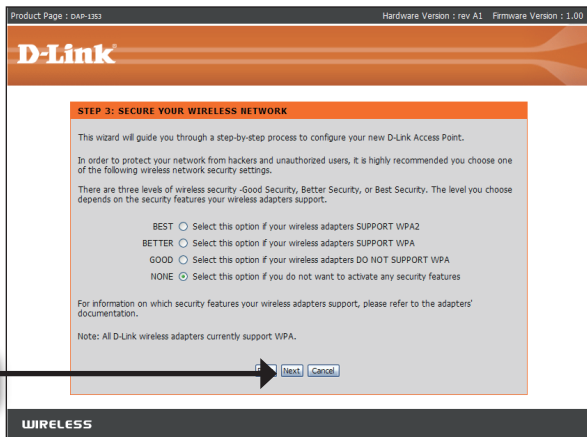 Product Page : DAP-1353 Hardware Version : rev A1 Firmware Version : 1.00
D-Link
STEP 3: SECURE YOUR WIRELESS NETWORK
This wizard will guide you through a step-by-step process to configure your new D-Link Access Point.
In order to protect your network from hackers and unauthorized users, it is highly recommended you choose one
of the following wireless network security settings.
There are three levels of wireless security -Good Security, Better Security, or Best Security. The level you choose
depends on the security features your wireless adapters support.
BEST Select this option if your wireless adapters SUPPORT WPA2
BETTER Select this option if your wireless adapters SUPPORT WPA
GOOD Select this option if your wireless adapters DO NOT SUPPORT WPA
NONE Select this option if you do not want to activate any security features
For information on which security features your wireless adapters support, please refer to the adapters'
documentation.
Note: All D-Link wireless adapters currently support WPA.
Next Cancel
WIRELESS